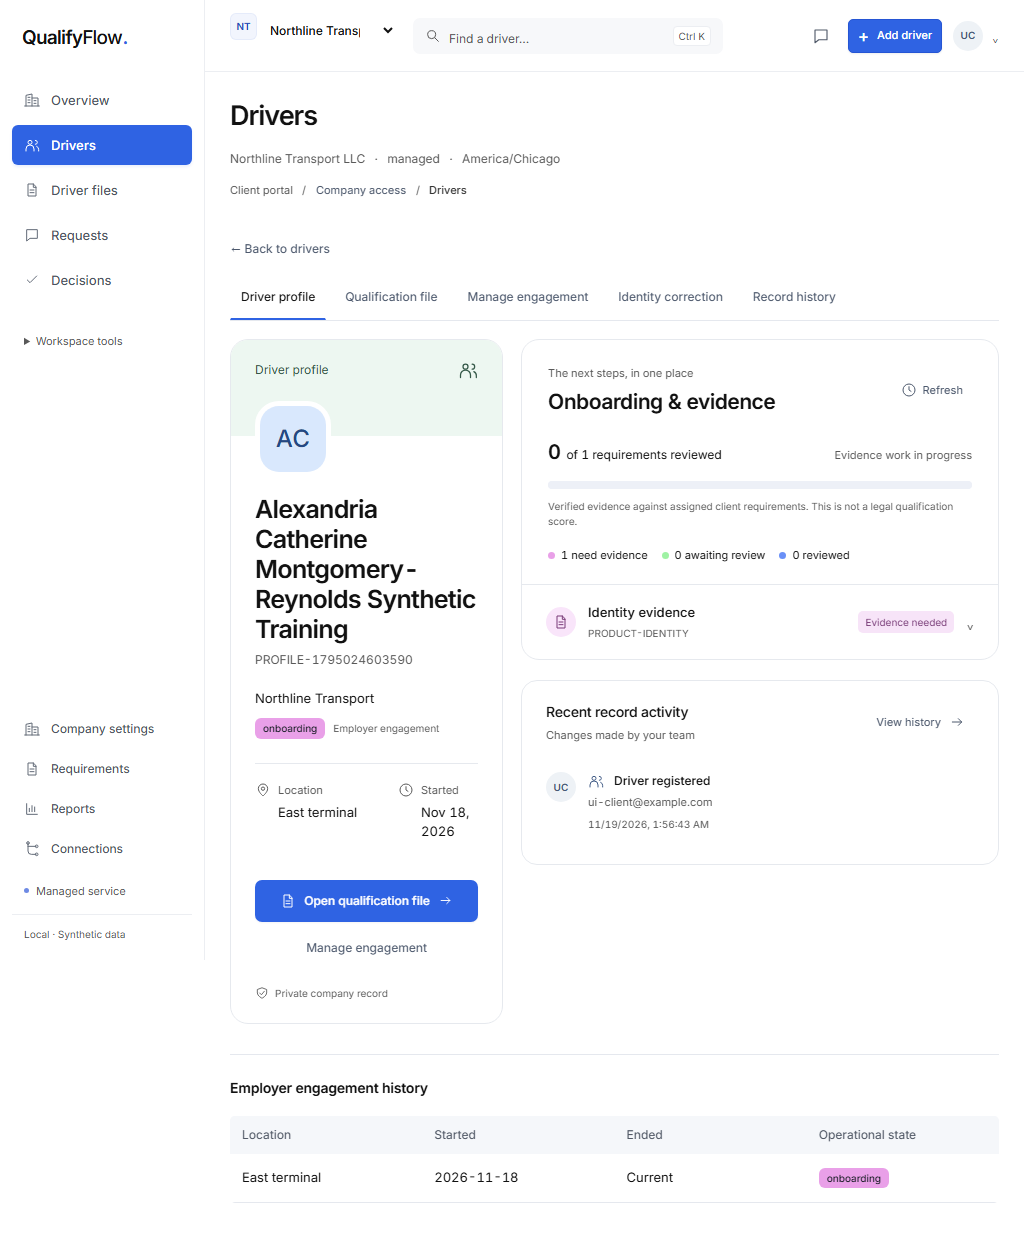 QualifyFlow.
NT
Northline Trans
Find a driver...
Ctrl K
+ Add driver
UC
Overview
Drivers
Driver files
Requests
Decisions
Workspace tools
Company settings
Requirements
Reports
Connections
Managed service
Local · Synthetic data
Drivers
Northline Transport LLC · managed · America/Chicago
Client portal / Company access / Drivers
← Back to drivers
Driver profile
Qualification file
Manage engagement
Identity correction
Record history
Driver profile
AC
Alexandria
Catherine
Montgomery-
Reynolds Synthetic
Training
PROFILE-1795024603590
Northline Transport
onboarding Employer engagement
Location
East terminal
Started
Nov 18,
2026
Open qualification file →
Manage engagement
Private company record
The next steps, in one place
Onboarding & evidence
Refresh
0 of 1 requirements reviewed
Evidence work in progress
Verified evidence against assigned client requirements. This is not a legal qualification
score.
1 need evidence
0 awaiting review
0 reviewed
Identity evidence
PRODUCT-IDENTITY
Evidence needed
Recent record activity
Changes made by your team
View history →
UC
Driver registered
ui-client@example.com
11/19/2026, 1:56:43 AM
Employer engagement history
Location Started Ended Operational state
East terminal 2026-11-18 Current onboarding